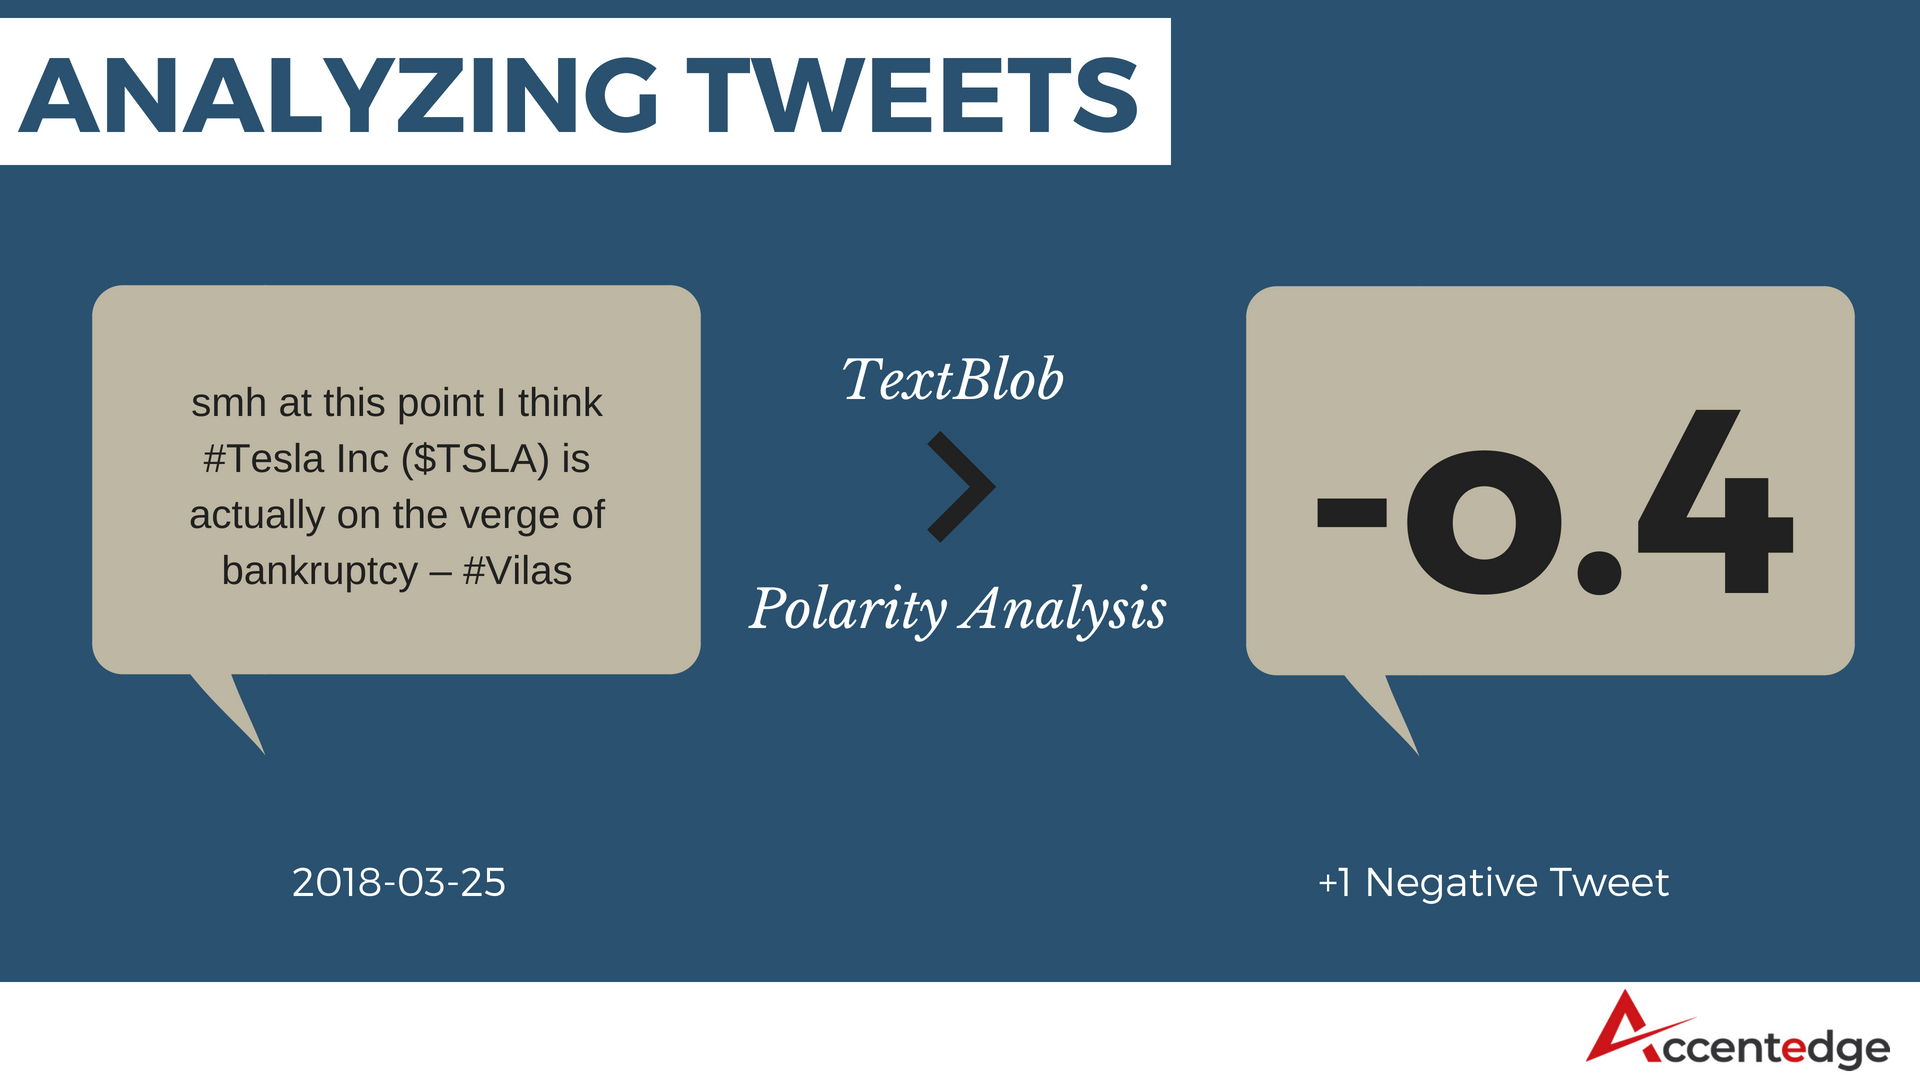 ANALYZING TWEETS
smh at this point I think
#Tesla Inc ($TSLA) is
actually on the verge of
bankruptcy – #Vilas
TextBlob
Polarity Analysis
-0.4
2018-03-25
+1 Negative Tweet
Accentedge